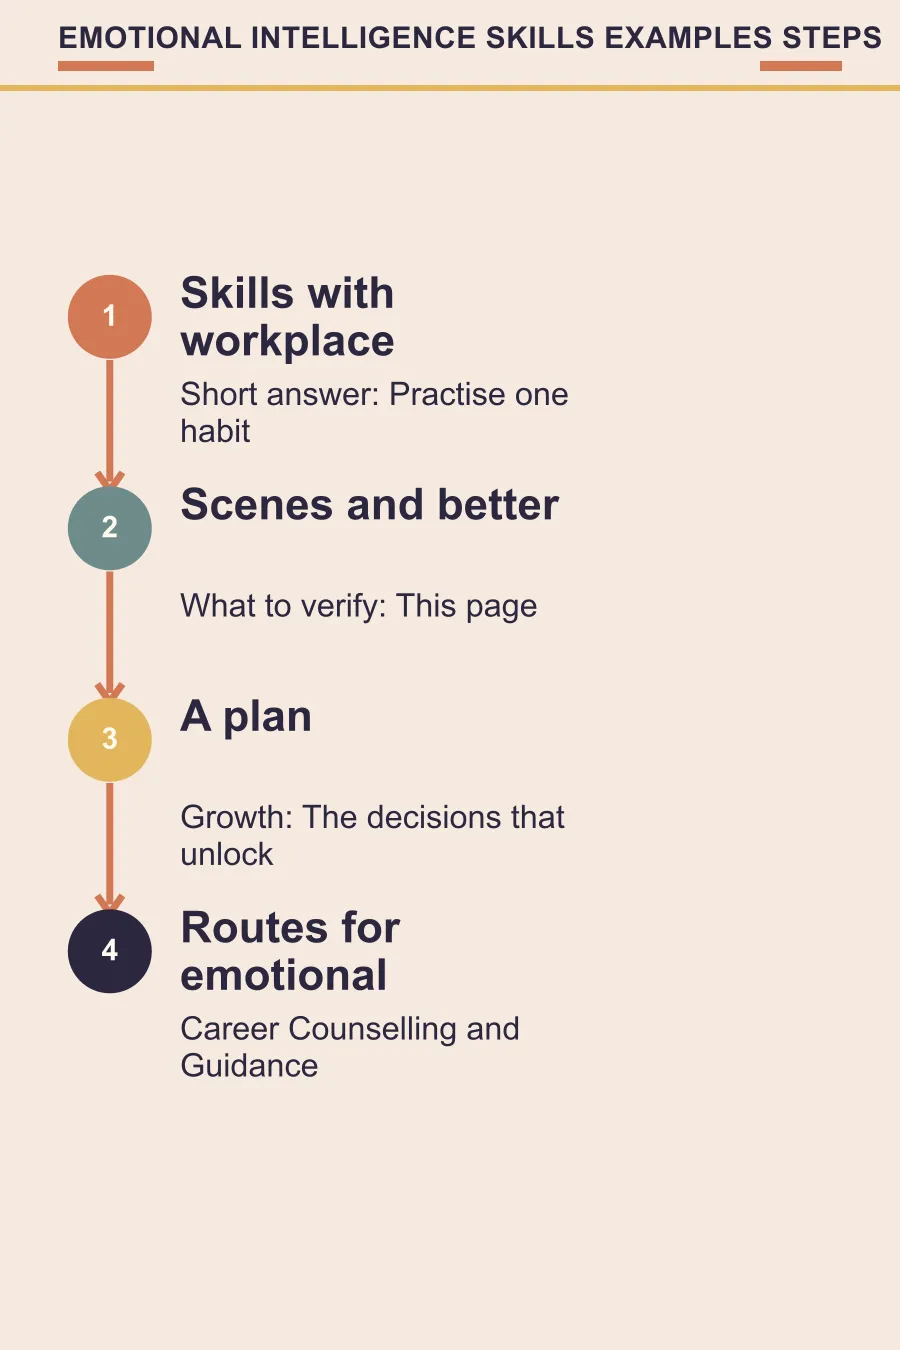 EMOTIONAL INTELLIGENCE SKILLS EXAMPLES STEPS
1
Skills with
workplace
Short answer: Practise one
habit
2
Scenes and better
What to verify: This page
3
A plan
Growth: The decisions that
unlock
4
Routes for
emotional
Career Counselling and
Guidance